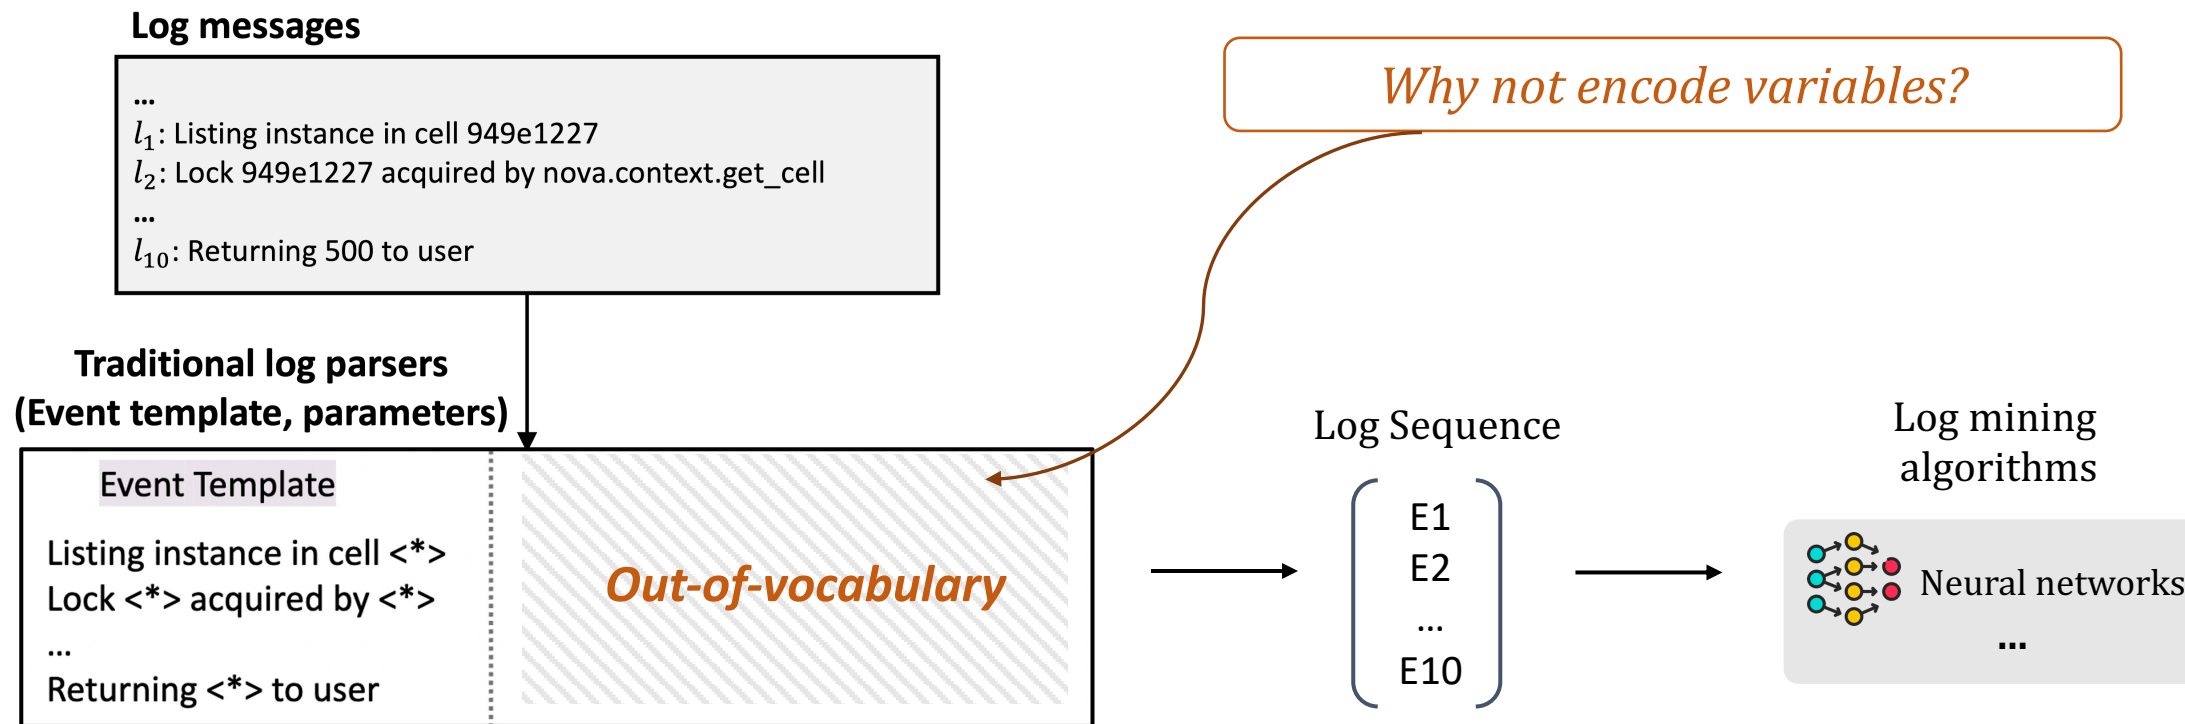 Log messages
...
l1: Listing instance in cell 949e1227
l2: Lock 949e1227 acquired by nova.context.get_cell
...
l10: Returning 500 to user
Why not encode variables?
Traditional log parsers
(Event template, parameters)
Event Template
Listing instance in cell <*>
Lock <*> acquired by <*>
...
Returning <*> to user
Out-of-vocabulary
Log Sequence
E1
E2
...
E10
Log mining
algorithms
Neural networks
...